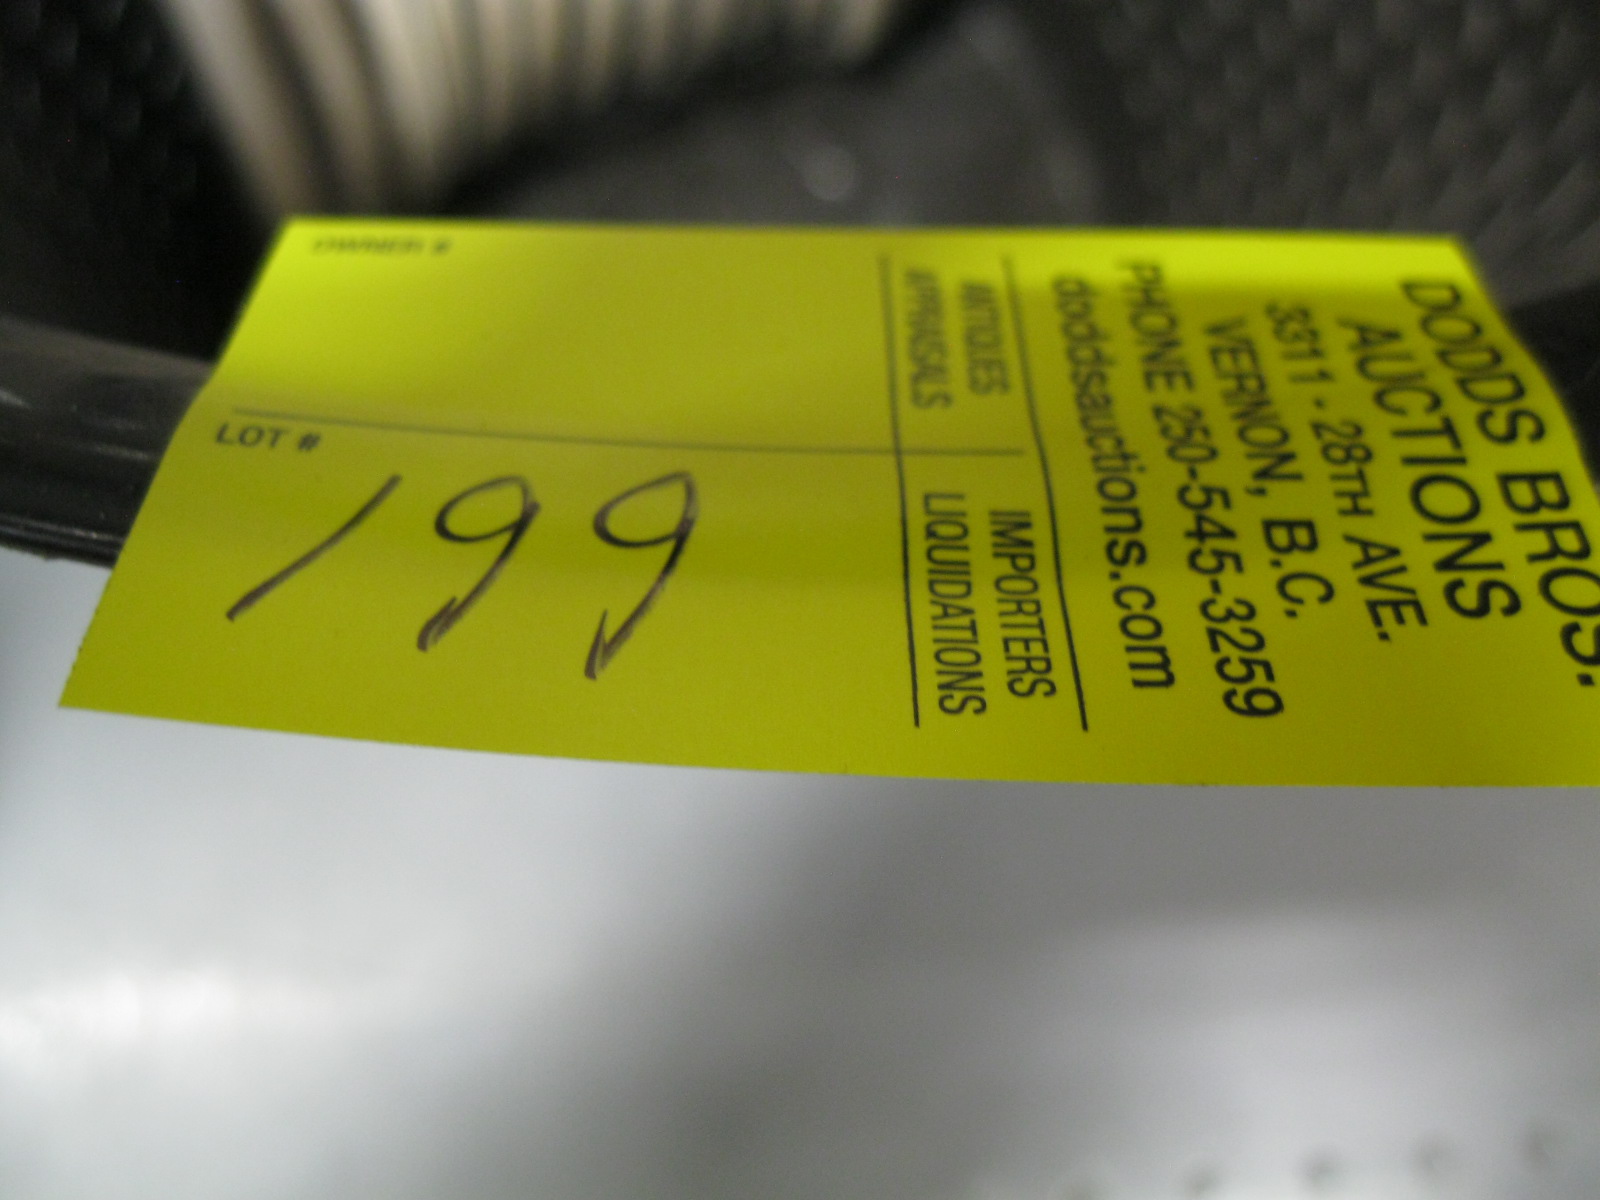 DODDS BROS.
AUCTIONS
3311 - 28TH AVE.
VERNON, B.C.
PHONE 250-545-3259
doddsauctions.com
ANTIQUES IMPORTERS
APPRAISALS LIQUIDATIONS
OWNER #
LOT #
199